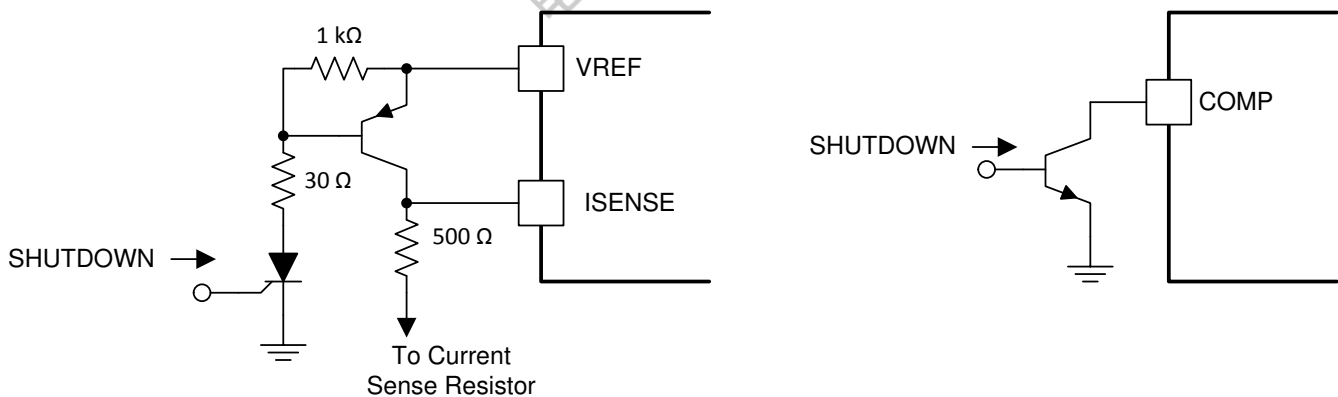 1 kΩ
VREF
30 Ω
ISENSE
500 Ω
SHUTDOWN
To Current
Sense Resistor
COMP
SHUTDOWN